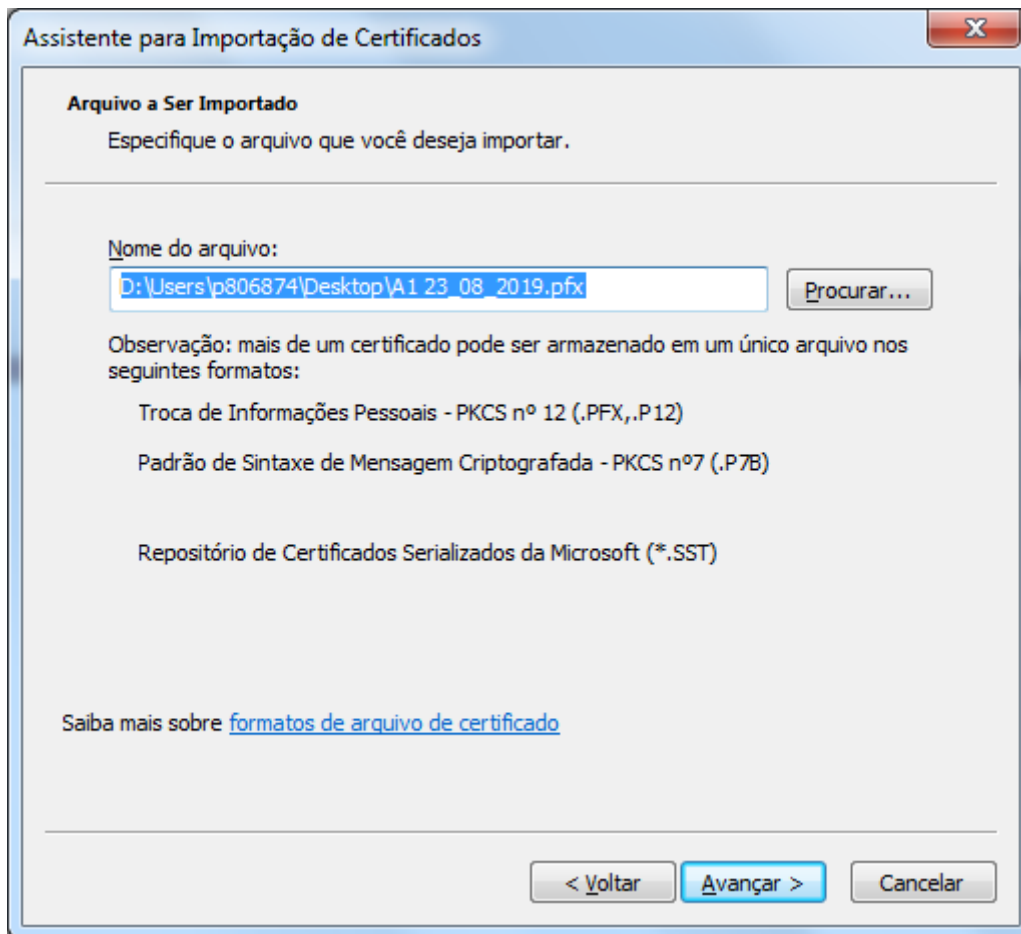 Assistente para Importação de Certificados
Arquivo a Ser Importado
Especifique o arquivo que você deseja importar.
Nome do arquivo:
D:\Users\p806874\Desktop\A1 23_08_2019.pfx
Procurar...
Observação: mais de um certificado pode ser armazenado em um único arquivo nos
seguintes formatos:
Troca de Informações Pessoais - PKCS nº 12 (.PFX,.P12)
Padrão de Sintaxe de Mensagem Criptografada - PKCS nº7 (.P7B)
Repositório de Certificados Serializados da Microsoft (*.SST)
Saiba mais sobre formatos de arquivo de certificado
< Voltar
Avançar >
Cancelar